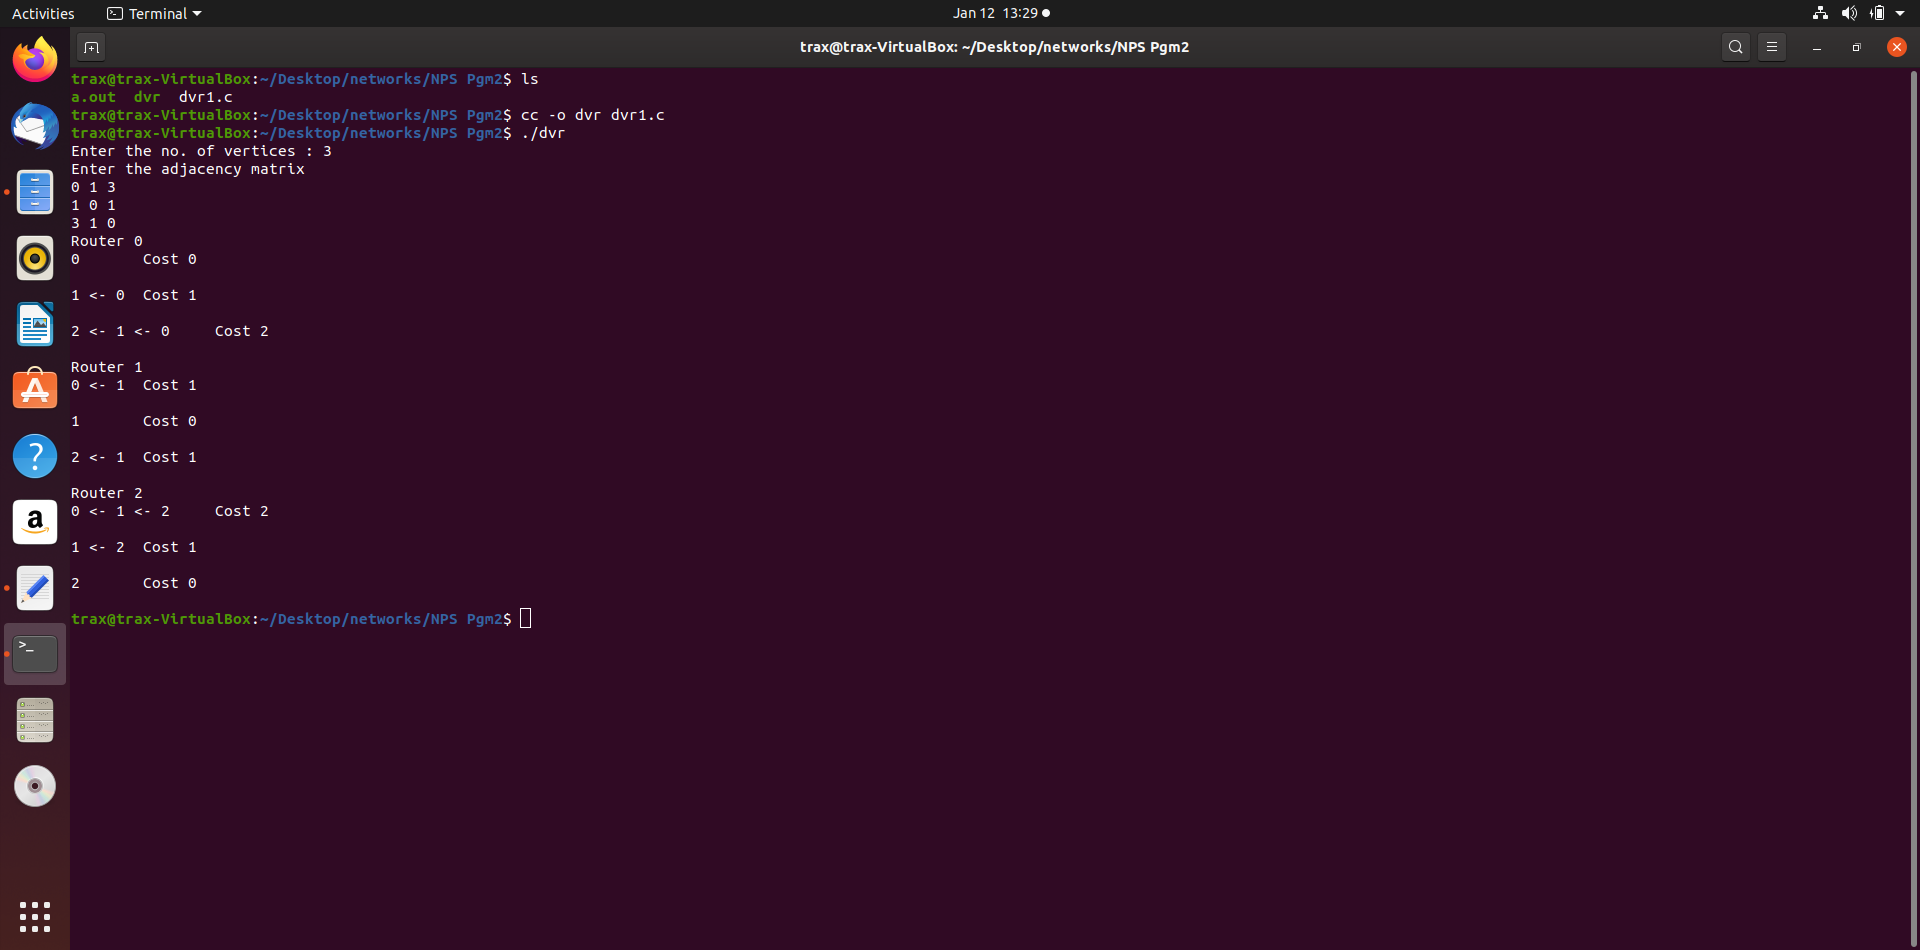 Activities Terminal Jan 12 13:29
trax@trax-VirtualBox: ~/Desktop/networks/NPS Pgm2
trax@trax-VirtualBox:~/Desktop/networks/NPS Pgm2$ ls
a.out dvr dvr1.c
trax@trax-VirtualBox:~/Desktop/networks/NPS Pgm2$ cc -o dvr dvr1.c
trax@trax-VirtualBox:~/Desktop/networks/NPS Pgm2$ ./dvr
Enter the no. of vertices : 3
Enter the adjacency matrix
0 1 3
1 0 1
3 1 0
Router 0
0 Cost 0
1 <- 0 Cost 1
2 <- 1 <- 0 Cost 2
Router 1
0 <- 1 Cost 1
1 Cost 0
2 <- 1 Cost 1
Router 2
0 <- 1 <- 2 Cost 2
1 <- 2 Cost 1
2 Cost 0
trax@trax-VirtualBox:~/Desktop/networks/NPS Pgm2$